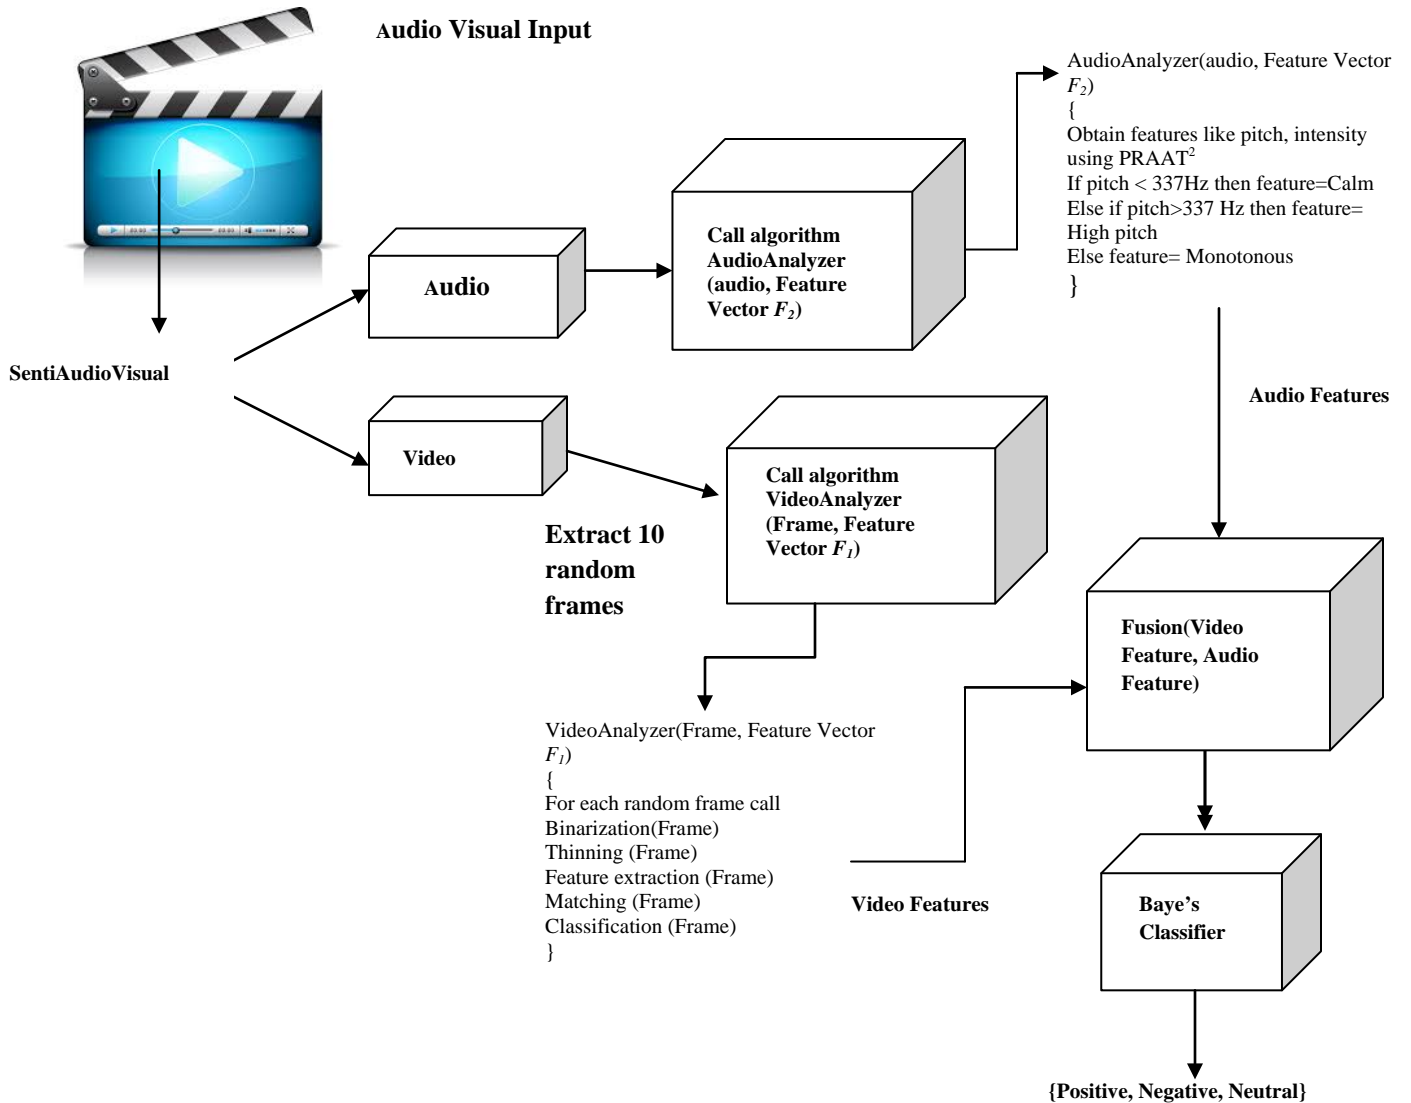 Audio Visual Input
AudioAnalyzer(audio, Feature Vector
F2)
{
Obtain features like pitch, intensity
using PRAAT2
If pitch < 337Hz then feature=Calm
Else if pitch>337 Hz then feature=
High pitch
Else feature= Monotonous
}
Call algorithm
AudioAnalyzer
(audio, Feature
Vector F2)
Audio
SentiAudioVisual
Audio Features
Video
Call algorithm
VideoAnalyzer
(Frame, Feature
Vector F1)
Extract 10
random
frames
Fusion(Video
Feature, Audio
Feature)
VideoAnalyzer(Frame, Feature Vector
F1)
{
For each random frame call
Binarization(Frame)
Thinning (Frame)
Feature extraction (Frame)
Matching (Frame)
Classification (Frame)
}
Video Features
Baye's
Classifier
{Positive, Negative, Neutral}